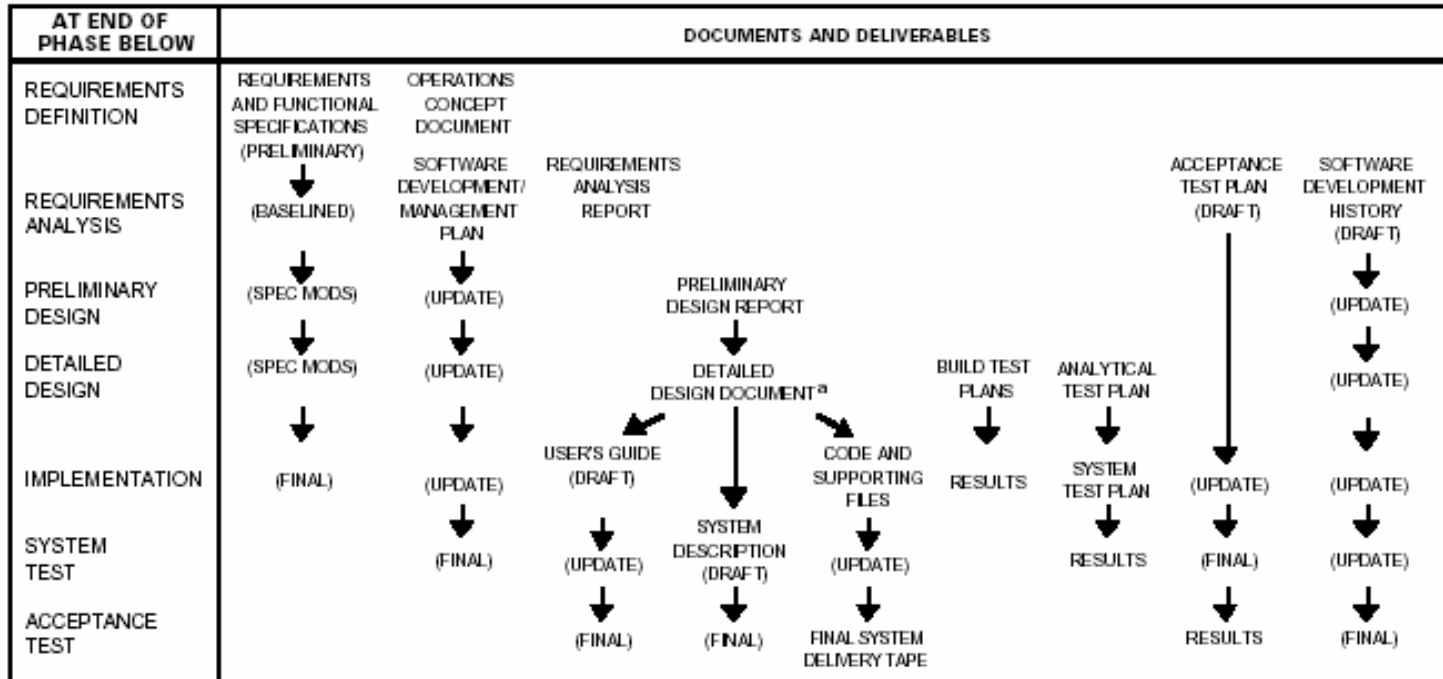 AT END OF
PHASE BELOW
DOCUMENTS AND DELIVERABLES
REQUIREMENTS
DEFINITION
REQUIREMENTS
AND FUNCTIONAL
SPECIFICATIONS
(PRELIMINARY)
OPERATIONS
CONCEPT
DOCUMENT
REQUIREMENTS
ANALYSIS
(BASELINED)
SOFTWARE
DEVELOPMENT/
MANAGEMENT
PLAN
REQUIREMENTS
ANALYSIS
REPORT
ACCEPTANCE
TEST PLAN
(DRAFT)
SOFTWARE
DEVELOPMENT
HISTORY
(DRAFT)
PRELIMINARY
DESIGN
(SPEC MODS)
(UPDATE)
PRELIMINARY
DESIGN REPORT
(UPDATE)
DETAILED
DESIGN
(SPEC MODS)
(UPDATE)
DETAILED
DESIGN DOCUMENT a
BUILD TEST
PLANS
ANALYTICAL
TEST PLAN
(UPDATE)
IMPLEMENTATION
(FINAL)
(UPDATE)
USER'S GUIDE
(DRAFT)
CODE AND
SUPPORTING
FILES
RESULTS
SYSTEM
TEST PLAN
(UPDATE)
(UPDATE)
SYSTEM
TEST
(FINAL)
(UPDATE)
SYSTEM
DESCRIPTION
(DRAFT)
(UPDATE)
RESULTS
(FINAL)
(UPDATE)
ACCEPTANCE
TEST
(FINAL)
(FINAL)
FINAL SYSTEM
DELIVERY TAPE
RESULTS
(FINAL)